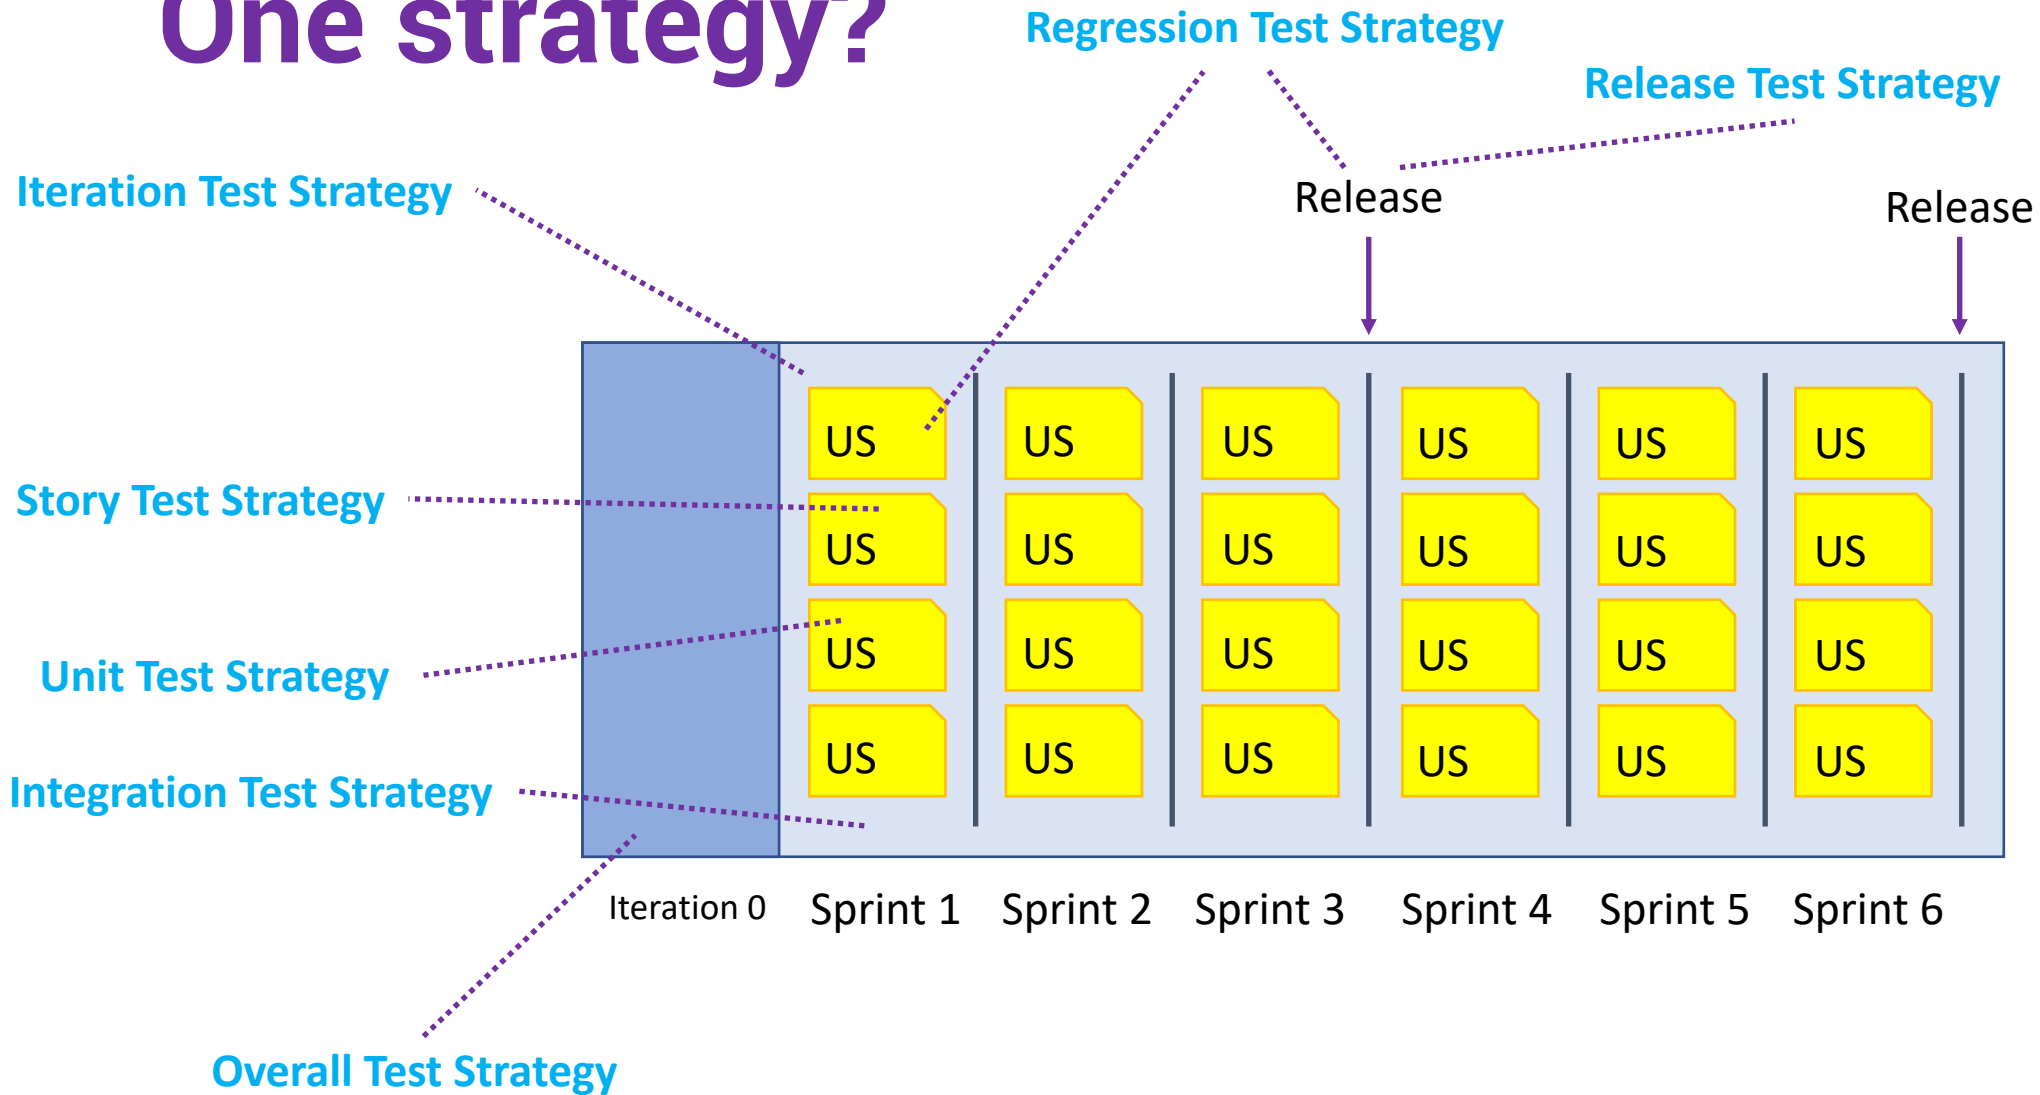 One strategy?
Regression Test Strategy
Release Test Strategy
Iteration Test Strategy
Release
Release
US US US US US US
Story Test Strategy
US US US US US US
Unit Test Strategy
US US US US US US
Integration Test Strategy
US US US US US US
Iteration 0 Sprint 1 Sprint 2 Sprint 3 Sprint 4 Sprint 5 Sprint 6
Overall Test Strategy